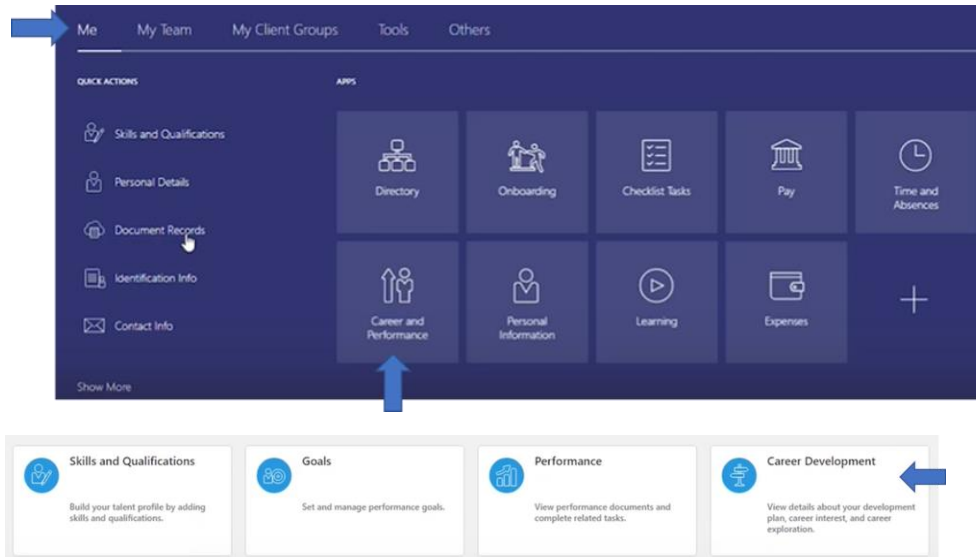 Me My Team My Client Groups Tools Others
QUICK ACTIONS
APPS
Skills and Qualifications
Personal Details
Document Records
Identification Info
Contact Info
Show More
Directory
Onboarding
Checklist Tasks
Pay
Time and
Absences
Career and
Performance
Personal
Information
Learning
Expenses
Skills and Qualifications
Build your talent profile by adding
skills and qualifications.
Goals
Set and manage performance goals.
Performance
View performance documents and
complete related tasks.
Career Development
View details about your development
plan, career interest, and career
exploration.